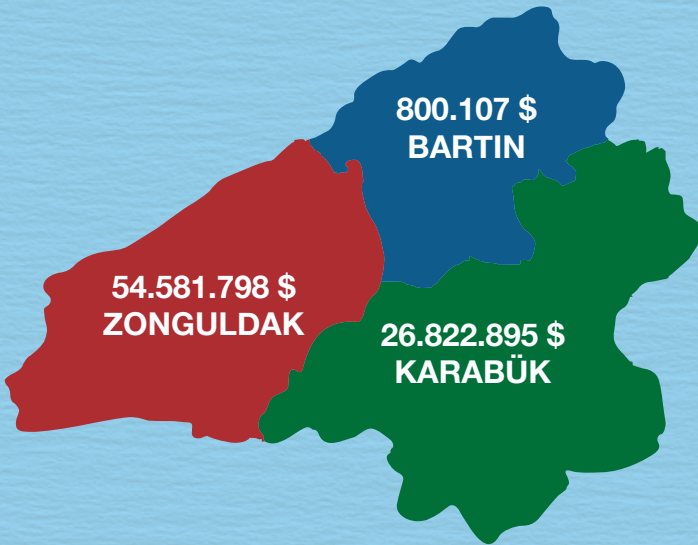 800.107 $
BARTIN
54.581.798 $
ZONGULDAK
26.822.895 $
KARABÜK